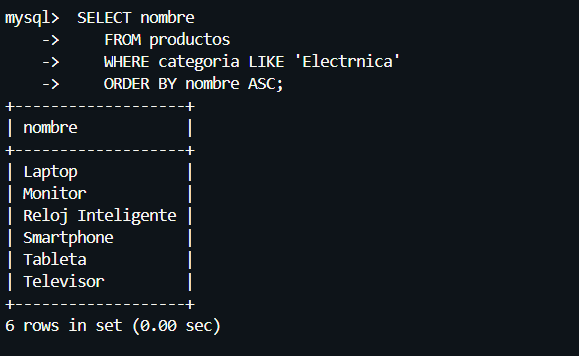 mysql>  SELECT nombre
    ->     FROM productos
    ->     WHERE categoria LIKE 'Electrnica'
    ->     ORDER BY nombre ASC;
+-------------------+
| nombre            |
+-------------------+
| Laptop            |
| Monitor           |
| Reloj Inteligente |
| Smartphone        |
| Tableta           |
| Televisor         |
+-------------------+
6 rows in set (0.00 sec)